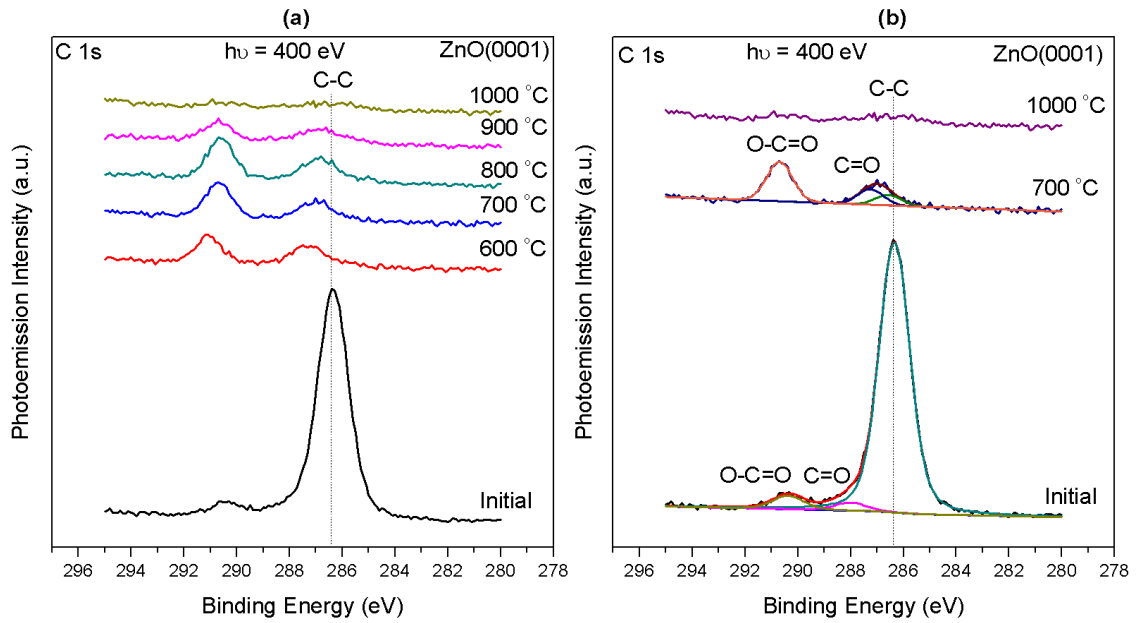 (a)
C 1s
hυ = 400 eV
ZnO(0001)
C-C
1000 °C
900 °C
800 °C
700 °C
600 °C
Initial
Photoemission Intensity (a.u.)
296 294 292 290 288 286 284 282 280 278
Binding Energy (eV)
(b)
C 1s
hυ = 400 eV
ZnO(0001)
C-C
1000 °C
O-C=O
C=O
700 °C
O-C=O C=O
Initial
Photoemission Intensity (a.u.)
296 294 292 290 288 286 284 282 280 278
Binding Energy (eV)